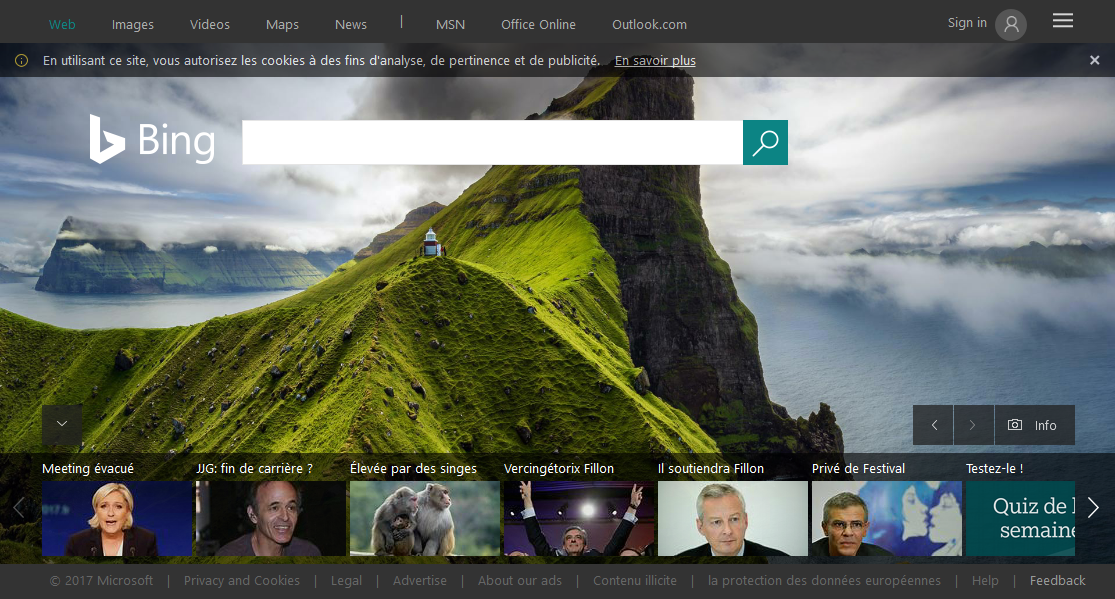 Web Images Videos Maps News | MSN Office Online Outlook.com Sign in
En utilisant ce site, vous autorisez les cookies à des fins d'analyse, de pertinence et de publicité. En savoir plus
Bing
Info
Meeting évacué JJG: fin de carrière ? Élevée par des singes Vercingétorix Fillon Il soutiendra Fillon Privé de Festival Testez-le !
Quiz de
semaine
© 2017 Microsoft | Privacy and Cookies | Legal | Advertise | About our ads | Contenu illicite | la protection des données européennes | Help | Feedback